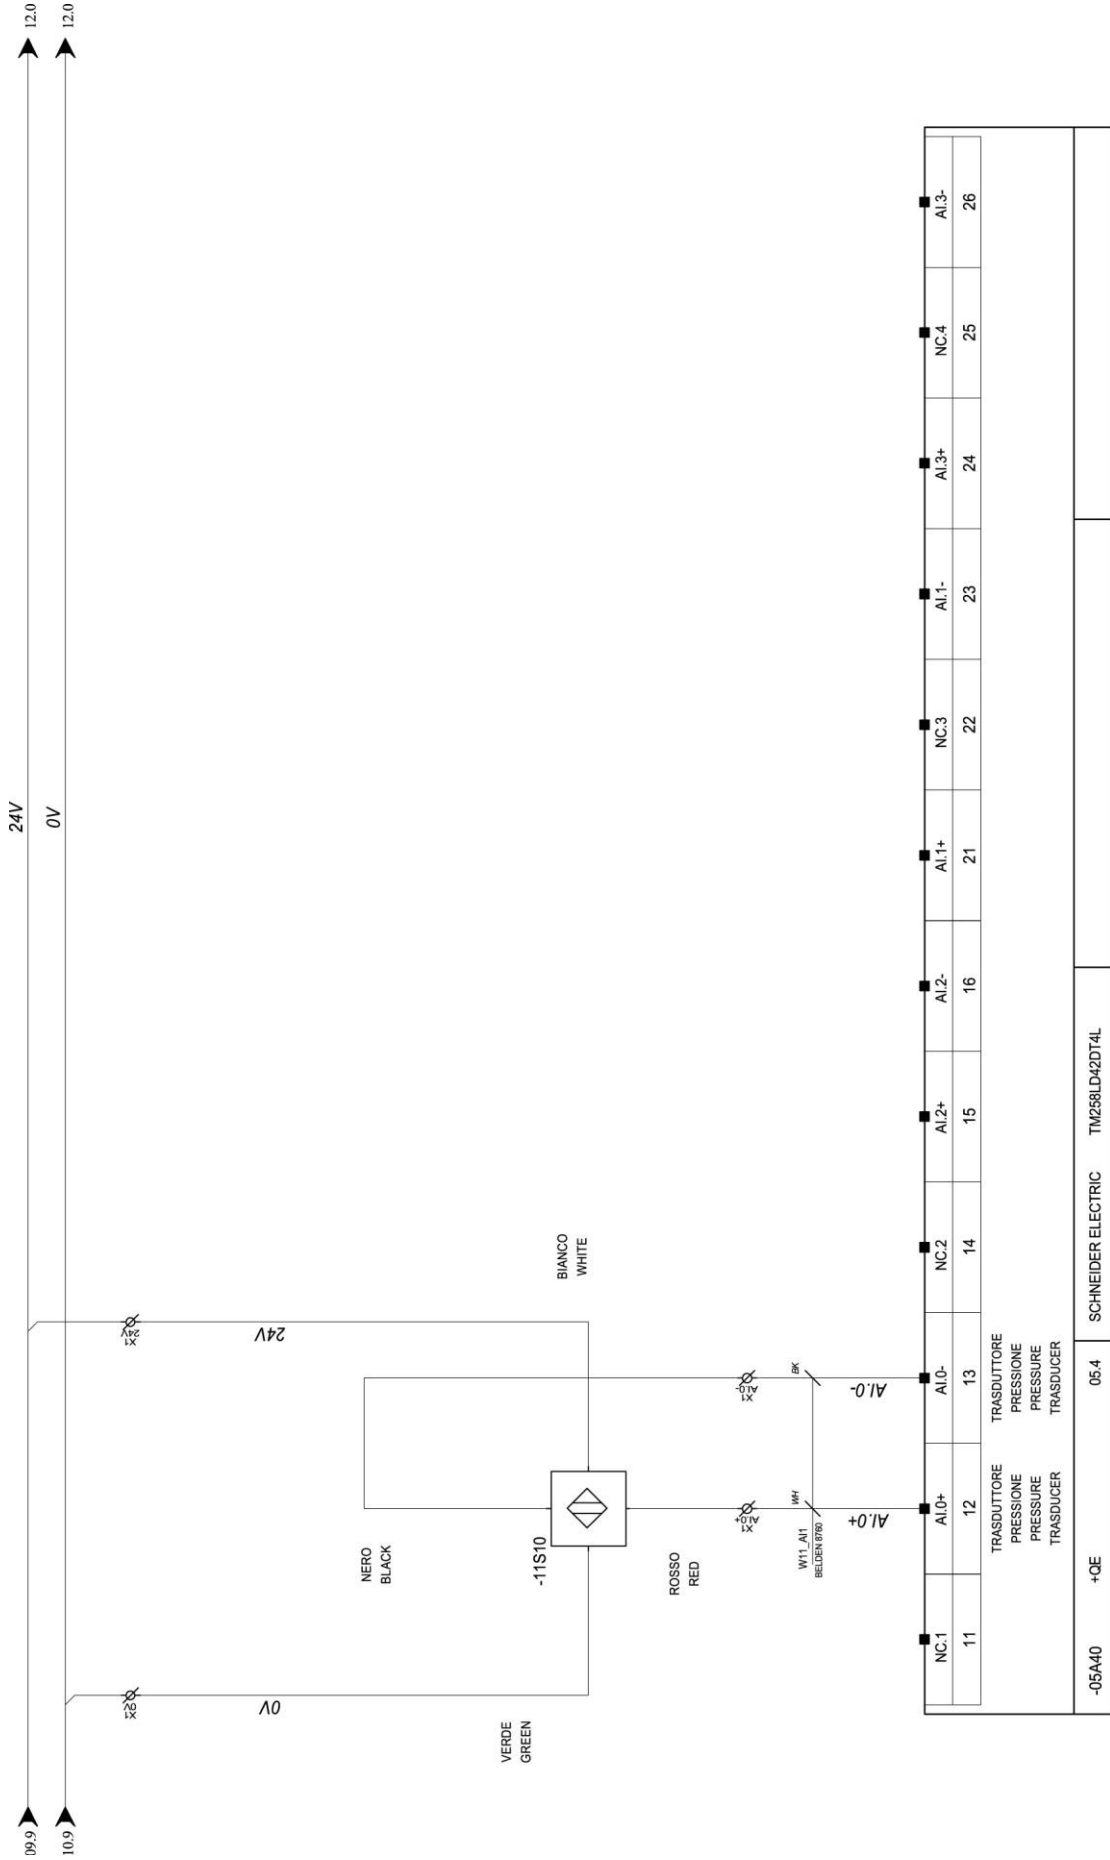 09.9
24V
12.0
10.9
0V
12.0
X1
0V
X1
24V
24V
NERO
BLACK
VERDE
GREEN
-11S10
BIANCO
WHITE
ROSSO
RED
X1
AI.0+
X1
AI.0-
W11_AI1
BELDEN 8760
WH
BK
AI.0+
AI.0-
NC.1 AI.0+ AI.0- NC.2 AI.2+ AI.2- AI.1+ NC.3 AI.1- AI.3+ NC.4 AI.3-
11 12 13 14 15 16 21 22 23 24 25 26
TRASDUTTORE
PRESSIONE
PRESSURE
TRASDUCER
TRASDUTTORE
PRESSIONE
PRESSURE
TRASDUCER
-05A40 +QE 05.4 SCHNEIDER ELECTRIC TM258LD42DT4L